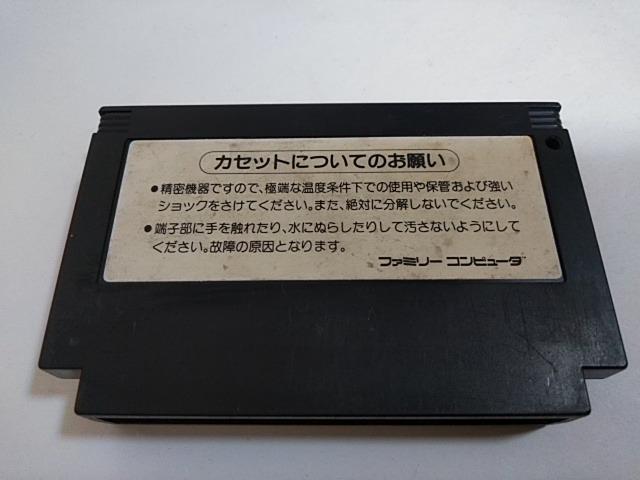 カセットについてのお願い
●精密機器ですので、極端な温度条件下での使用や保管および強い
ショックをさけてください。また、絶対に分解しないでください。
●端子部に手を触れたり、水にぬらしたりして汚さないようにして
ください。故障の原因となります。
ファミリーコンピュータ